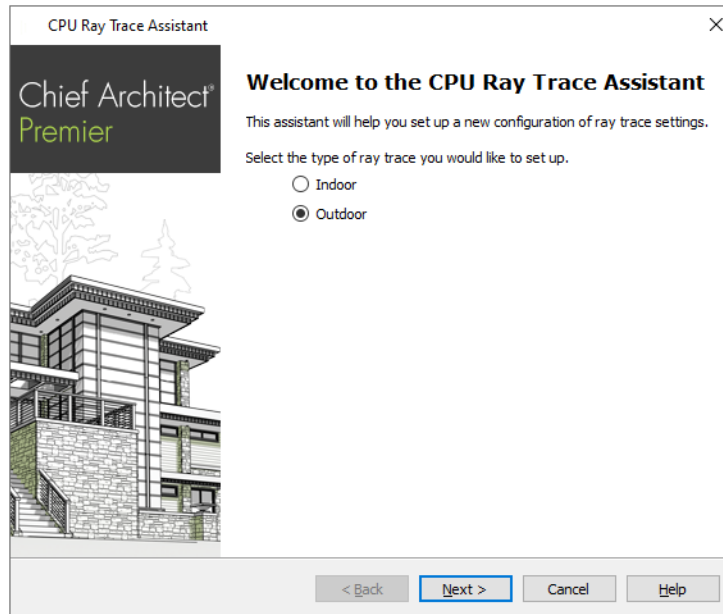 CPU Ray Trace Assistant
Chief Architect®
Premier
Welcome to the CPU Ray Trace Assistant
This assistant will help you set up a new configuration of ray trace settings.
Select the type of ray trace you would like to set up.
Indoor
Outdoor
< Back Next > Cancel Help